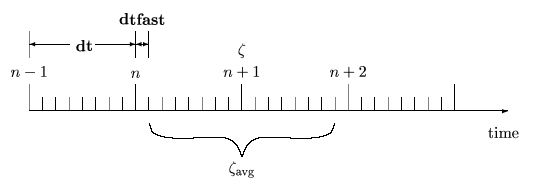 dtfast
dt
ζ
n − 1 n n + 1 n + 2
time
ζavg